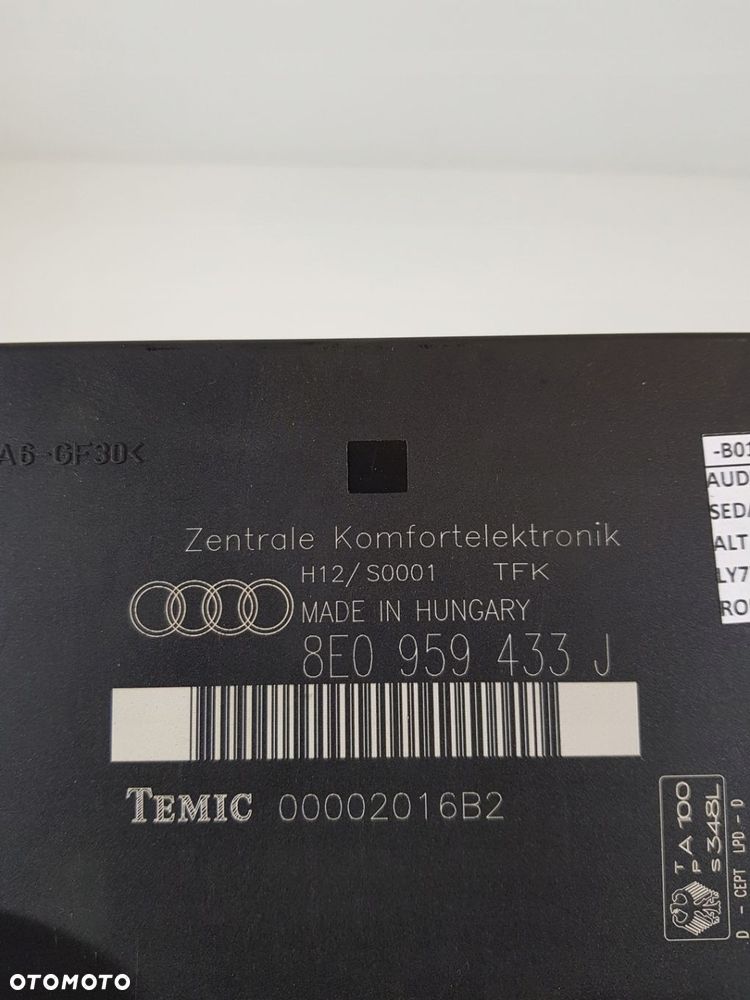 A6-GF30<
-B01
AUD
SEDA
ALT
LY7
RO
Zentrale Komfortelektronik
H12/S0001 TFK
MADE IN HUNGARY
8E0 959 433 J
TEMIC 00002016B2
T A 100
P S 348L
D - CEPT LPD - D
OTOMOTO